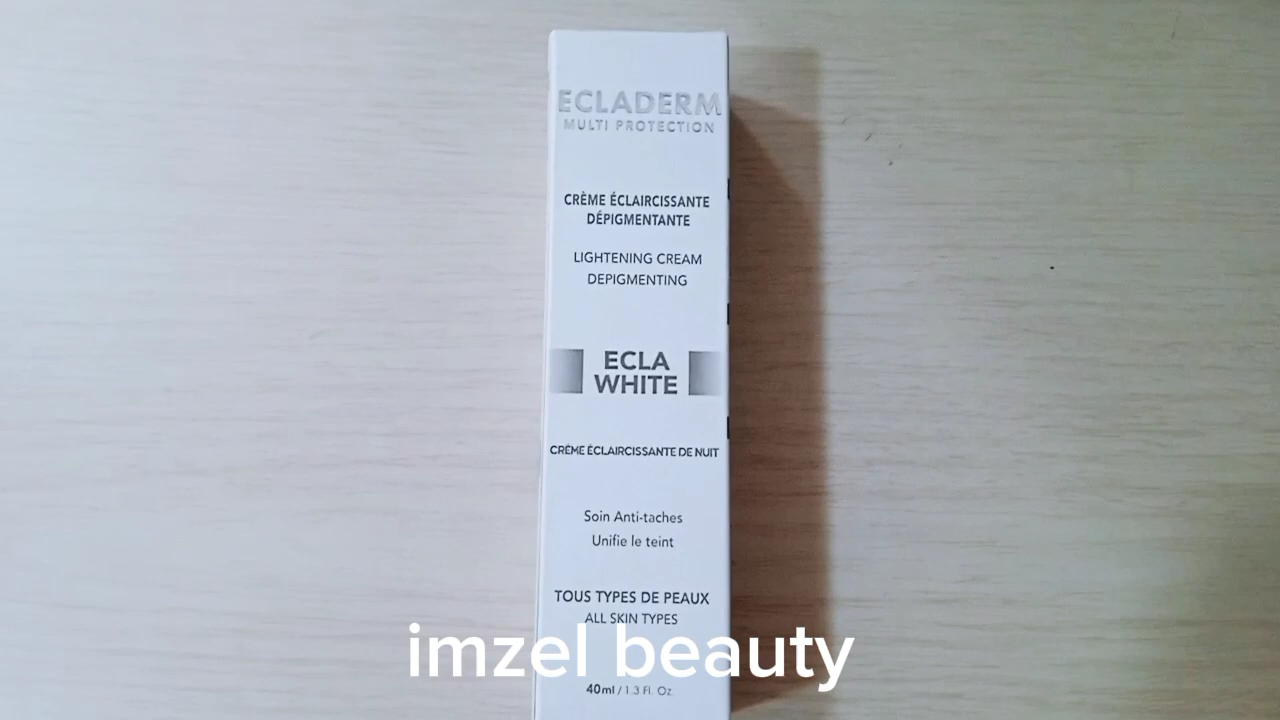 ECLADERM
MULTI PROTECTION
CRÈME ÉCLAIRCISSANTE
DÉPIGMENTANTE
LIGHTENING CREAM
DEPIGMENTING
ECLA
WHITE
CRÈME ÉCLAIRCISSANTE DE NUIT
Soin Anti-taches
Unifie le teint
TOUS TYPES DE PEAUX
ALL SKIN TYPES
imzel beauty
40ml / 1.3 Fl. Oz.